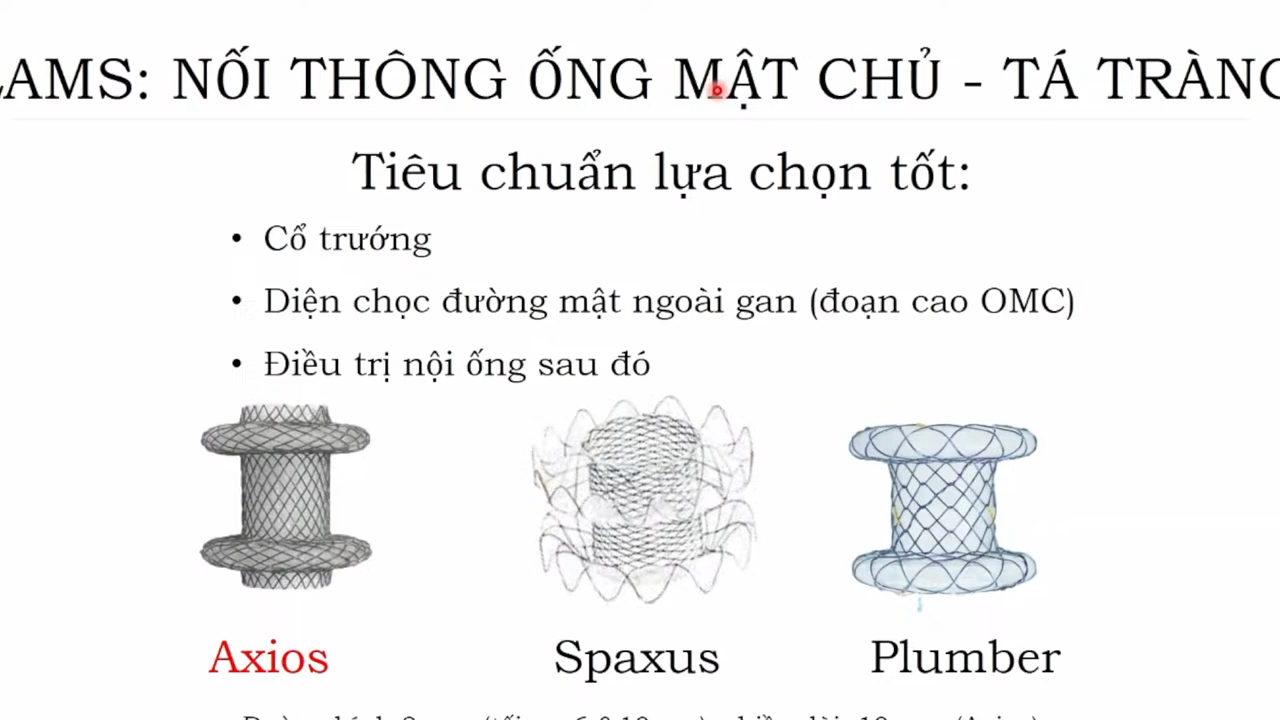 LAMS: NỐI THÔNG ỐNG MẬT CHỦ - TÁ TRÀNG
Tiêu chuẩn lựa chọn tốt:
• Cổ trướng
• Diện chọc đường mật ngoài gan (đoạn cao OMC)
• Điều trị nội ống sau đó
Axios Spaxus Plumber